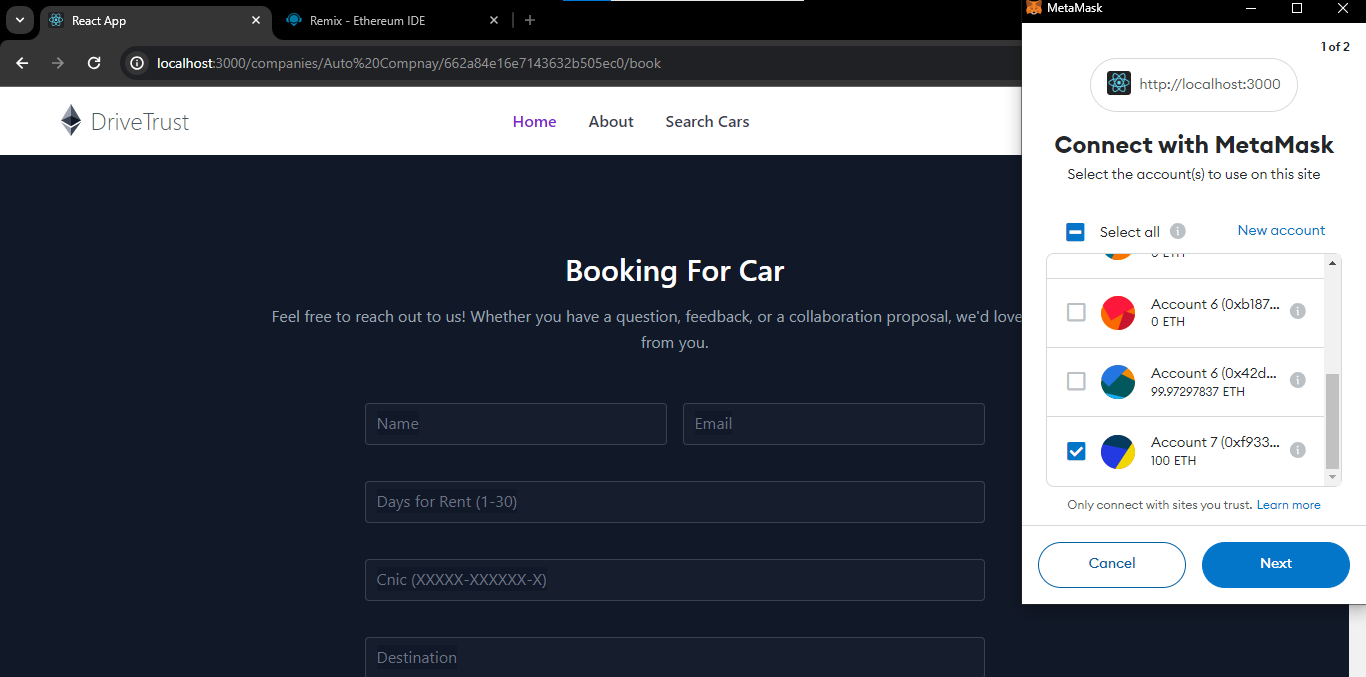 React App
Remix - Ethereum IDE
MetaMask
localhost:3000/companies/Auto%20Compnay/662a84e16e7143632b505ec0/book
1 of 2
http://localhost:3000
DriveTrust
Home
About
Search Cars
Connect with MetaMask
Select the account(s) to use on this site
Select all
New account
0 ETH
Account 6 (0xb187...
0 ETH
Account 6 (0x42d...
99.97297837 ETH
Account 7 (0xf933...
100 ETH
Only connect with sites you trust. Learn more
Cancel
Next
Booking For Car
Feel free to reach out to us! Whether you have a question, feedback, or a collaboration proposal, we'd love
from you.
Name
Email
Days for Rent (1-30)
Cnic (XXXXX-XXXXXX-X)
Destination